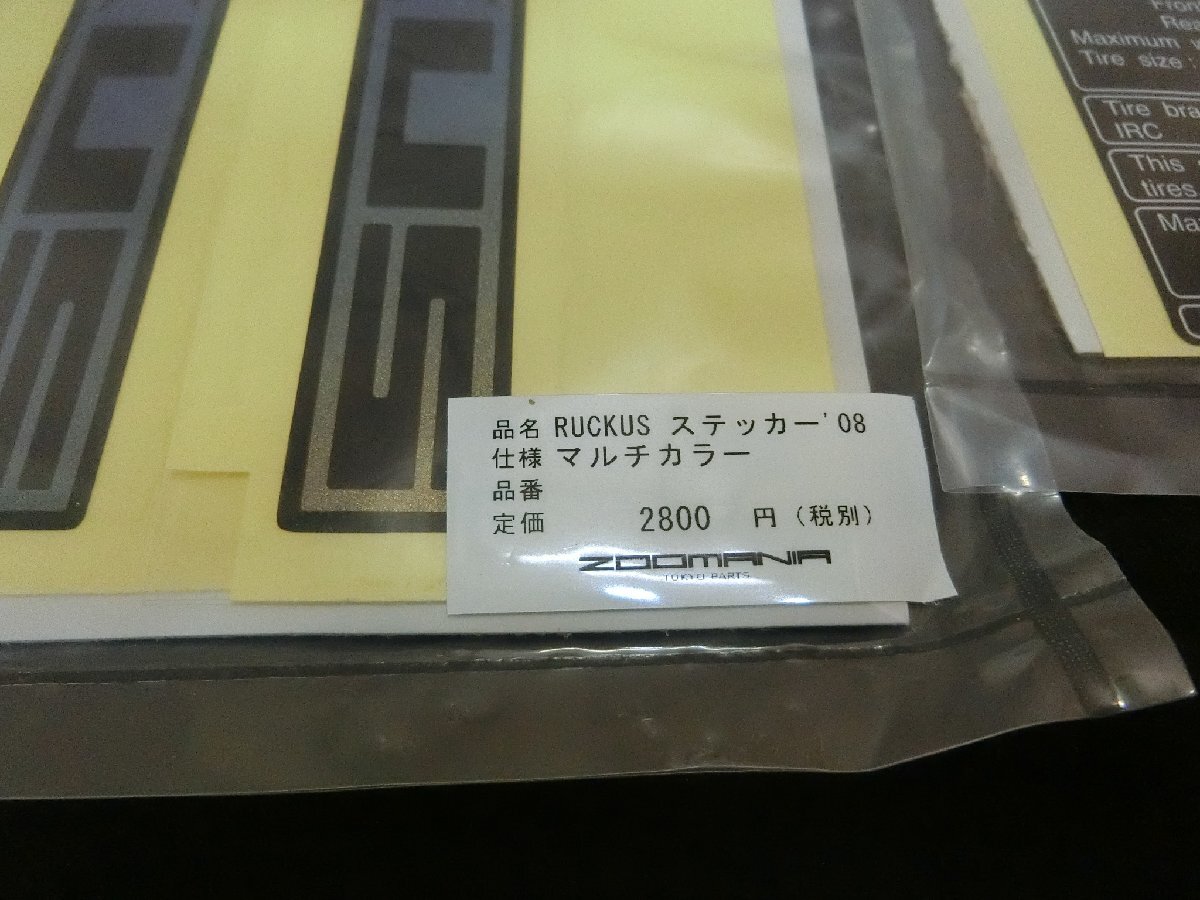 品名 RUCKUS ステッカー'08
仕様 マルチカラー
品番
定価 2800 円 (税別)
ZOOMANIA
TOKYO PARTS
Maximum
Tire size :
Tire
IRC
This
tires